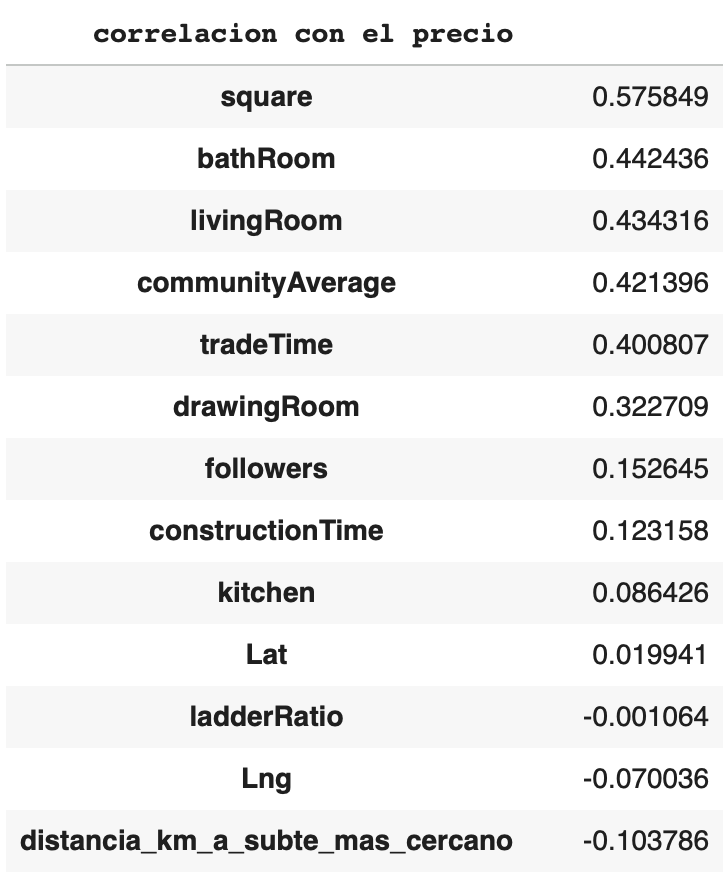 correlacion con el precio
square 0.575849
bathRoom 0.442436
livingRoom 0.434316
communityAverage 0.421396
tradeTime 0.400807
drawingRoom 0.322709
followers 0.152645
constructionTime 0.123158
kitchen 0.086426
Lat 0.019941
ladderRatio -0.001064
Lng -0.070036
distancia_km_a_subte_mas_cercano -0.103786